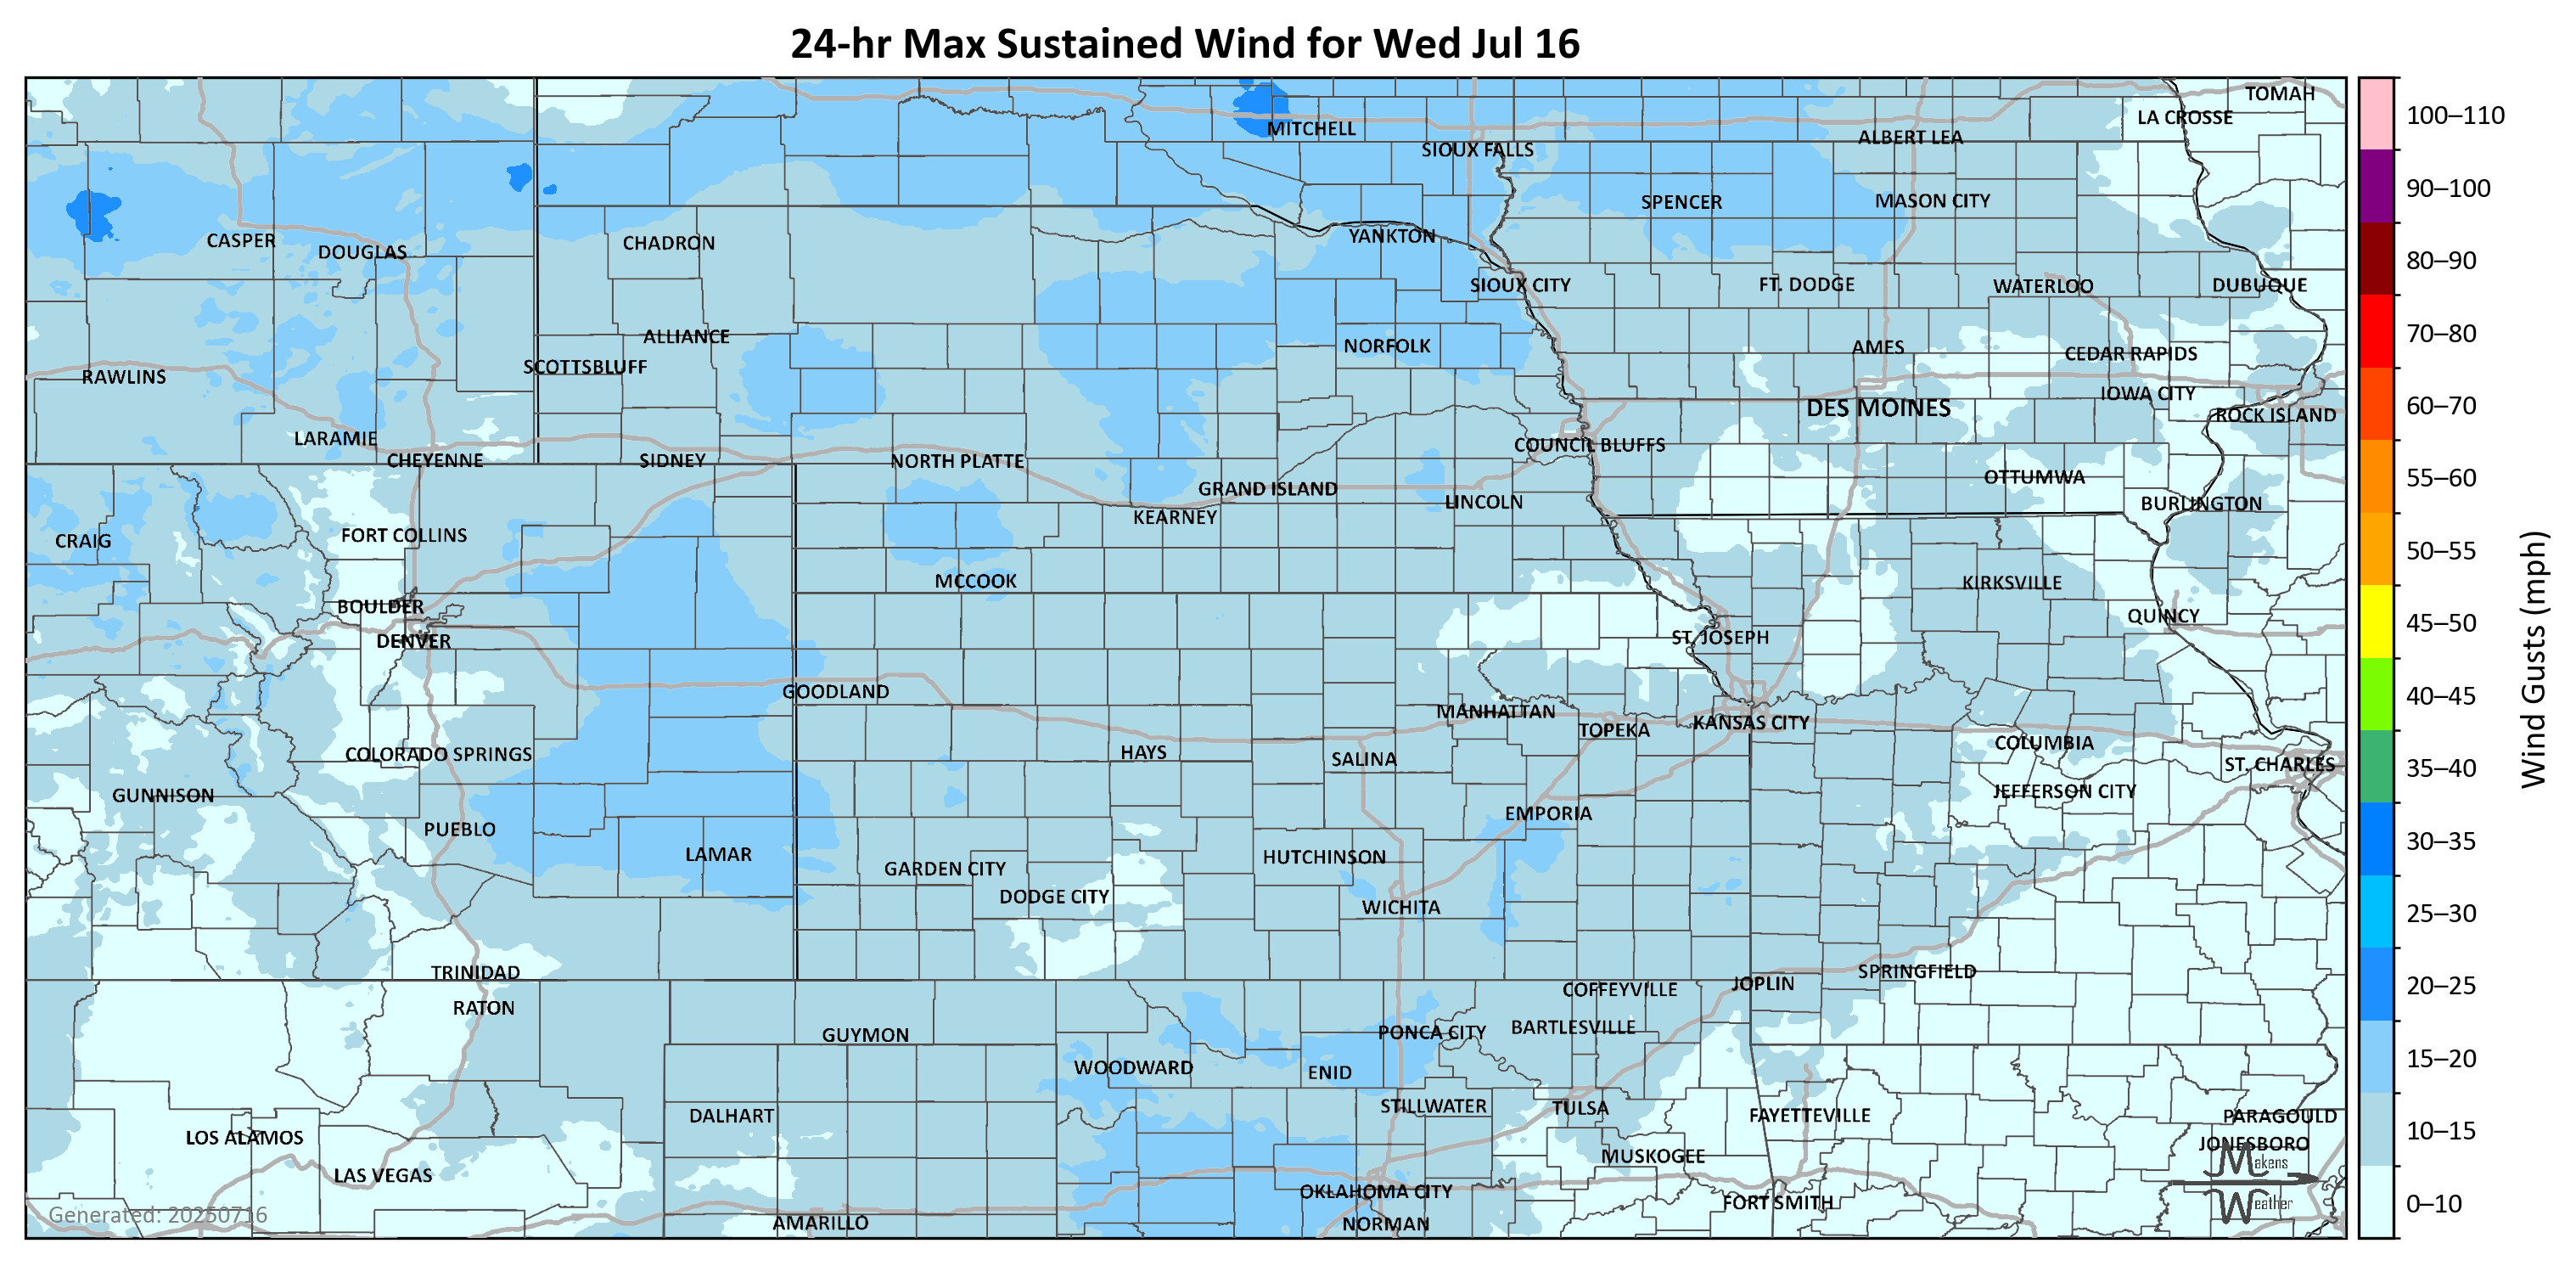 24-hr Max Sustained Wind for Wed Jul 16
TOMAH
LA CROSSE
MITCHELL
ALBERT LEA
SIOUX FALLS
SPENCER
MASON CITY
CASPER
DOUGLAS
CHADRON
YANKTON
SIOUX CITY
FT. DODGE
WATERLOO
DUBUQUE
ALLIANCE
NORFOLK
AMES
CEDAR RAPIDS
SCOTTSBLUFF
RAWLINS
IOWA CITY
DES MOINES
ROCK ISLAND
LARAMIE
COUNCIL BLUFFS
CHEYENNE
SIDNEY
NORTH PLATTE
OTTUMWA
GRAND ISLAND
LINCOLN
BURLINGTON
KEARNEY
FORT COLLINS
CRAIG
MCCOOK
KIRKSVILLE
BOULDER
QUINCY
DENVER
ST. JOSEPH
GOODLAND
MANHATTAN
TOPEKA
KANSAS CITY
COLUMBIA
COLORADO SPRINGS
HAYS
SALINA
ST. CHARLES
GUNNISON
JEFFERSON CITY
EMPORIA
PUEBLO
LAMAR
HUTCHINSON
GARDEN CITY
DODGE CITY
WICHITA
TRINIDAD
SPRINGFIELD
JOPLIN
COFFEYVILLE
RATON
GUYMON
PONCA CITY
BARTLESVILLE
WOODWARD
ENID
STILLWATER
TULSA
DALHART
FAYETTEVILLE
PARAGOULD
LOS ALAMOS
JONESBORO
MUSKOGEE
LAS VEGAS
OKLAHOMA CITY
FORT SMITH
AMARILLO
NORMAN
Makens
Weather
Generated: 20250716
100–110
90–100
80–90
70–80
60–70
55–60
50–55
45–50
40–45
35–40
30–35
25–30
20–25
15–20
10–15
0–10
Wind Gusts (mph)